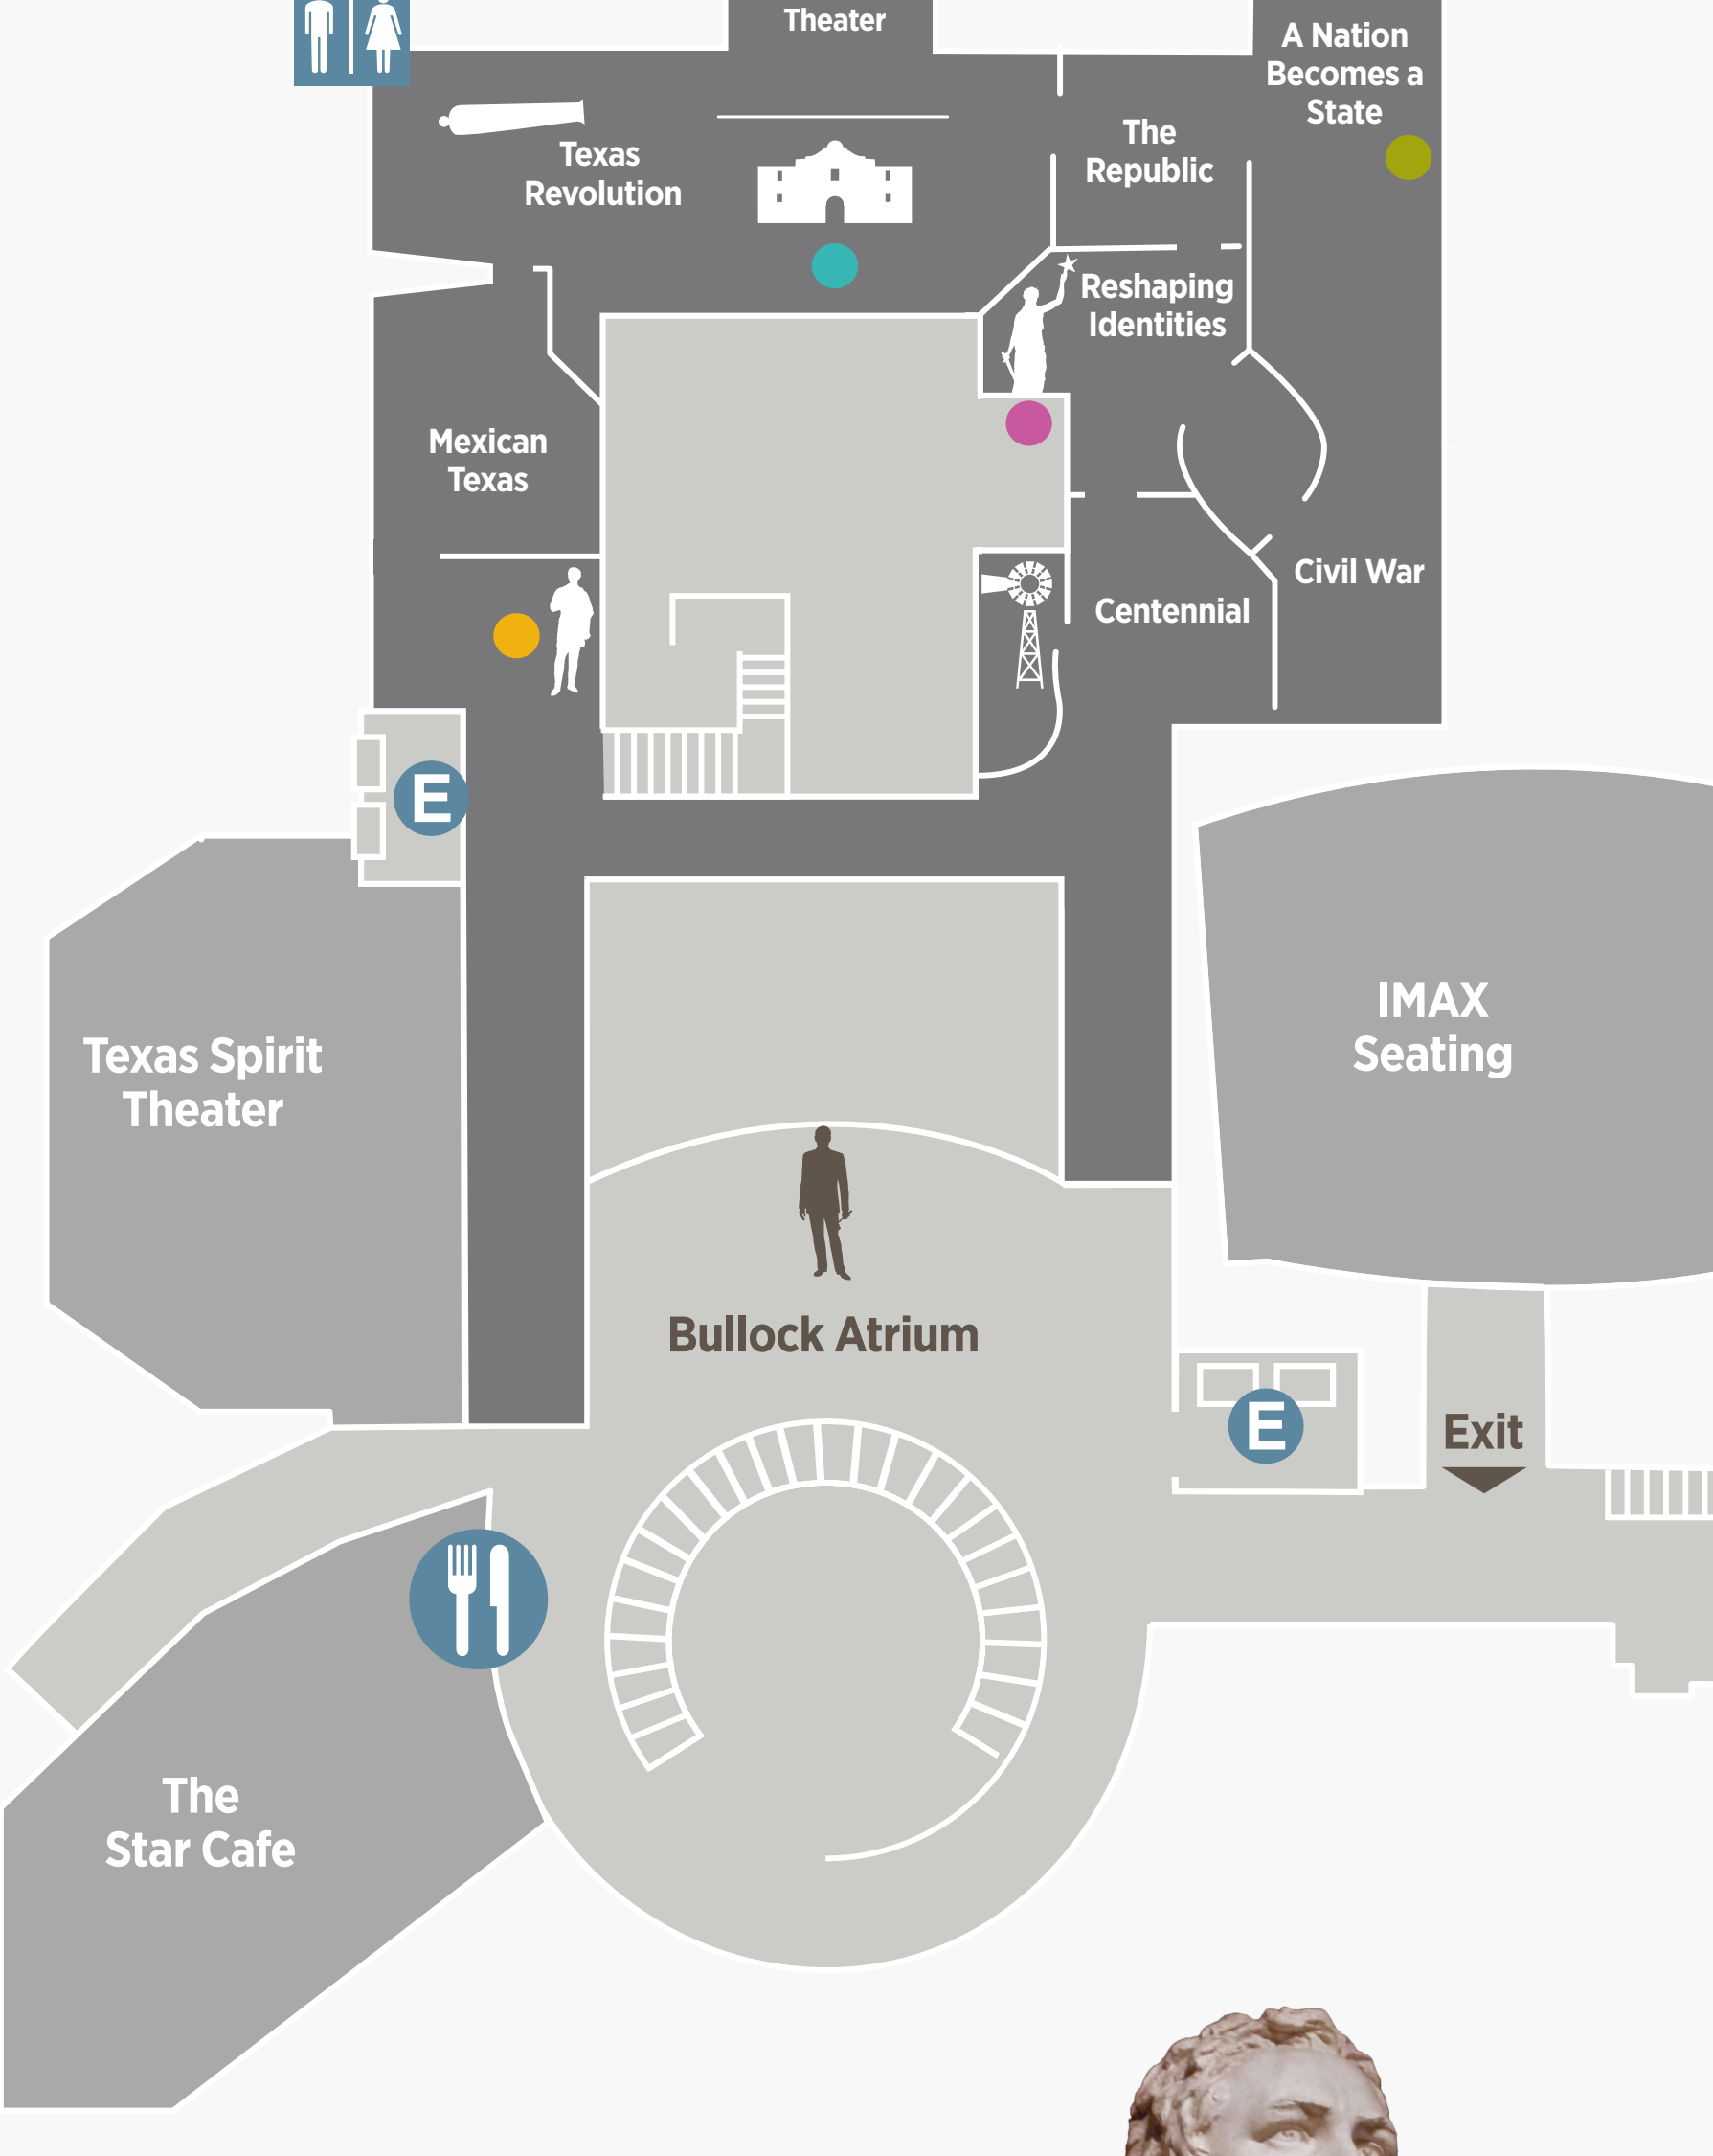 Theater
A Nation
Becomes a
State
The
Republic
Texas
Revolution
Reshaping
Identities
Mexican
Texas
Civil War
Centennial
E
IMAX
Seating
Texas Spirit
Theater
Bullock Atrium
E
Exit
The
Star Cafe